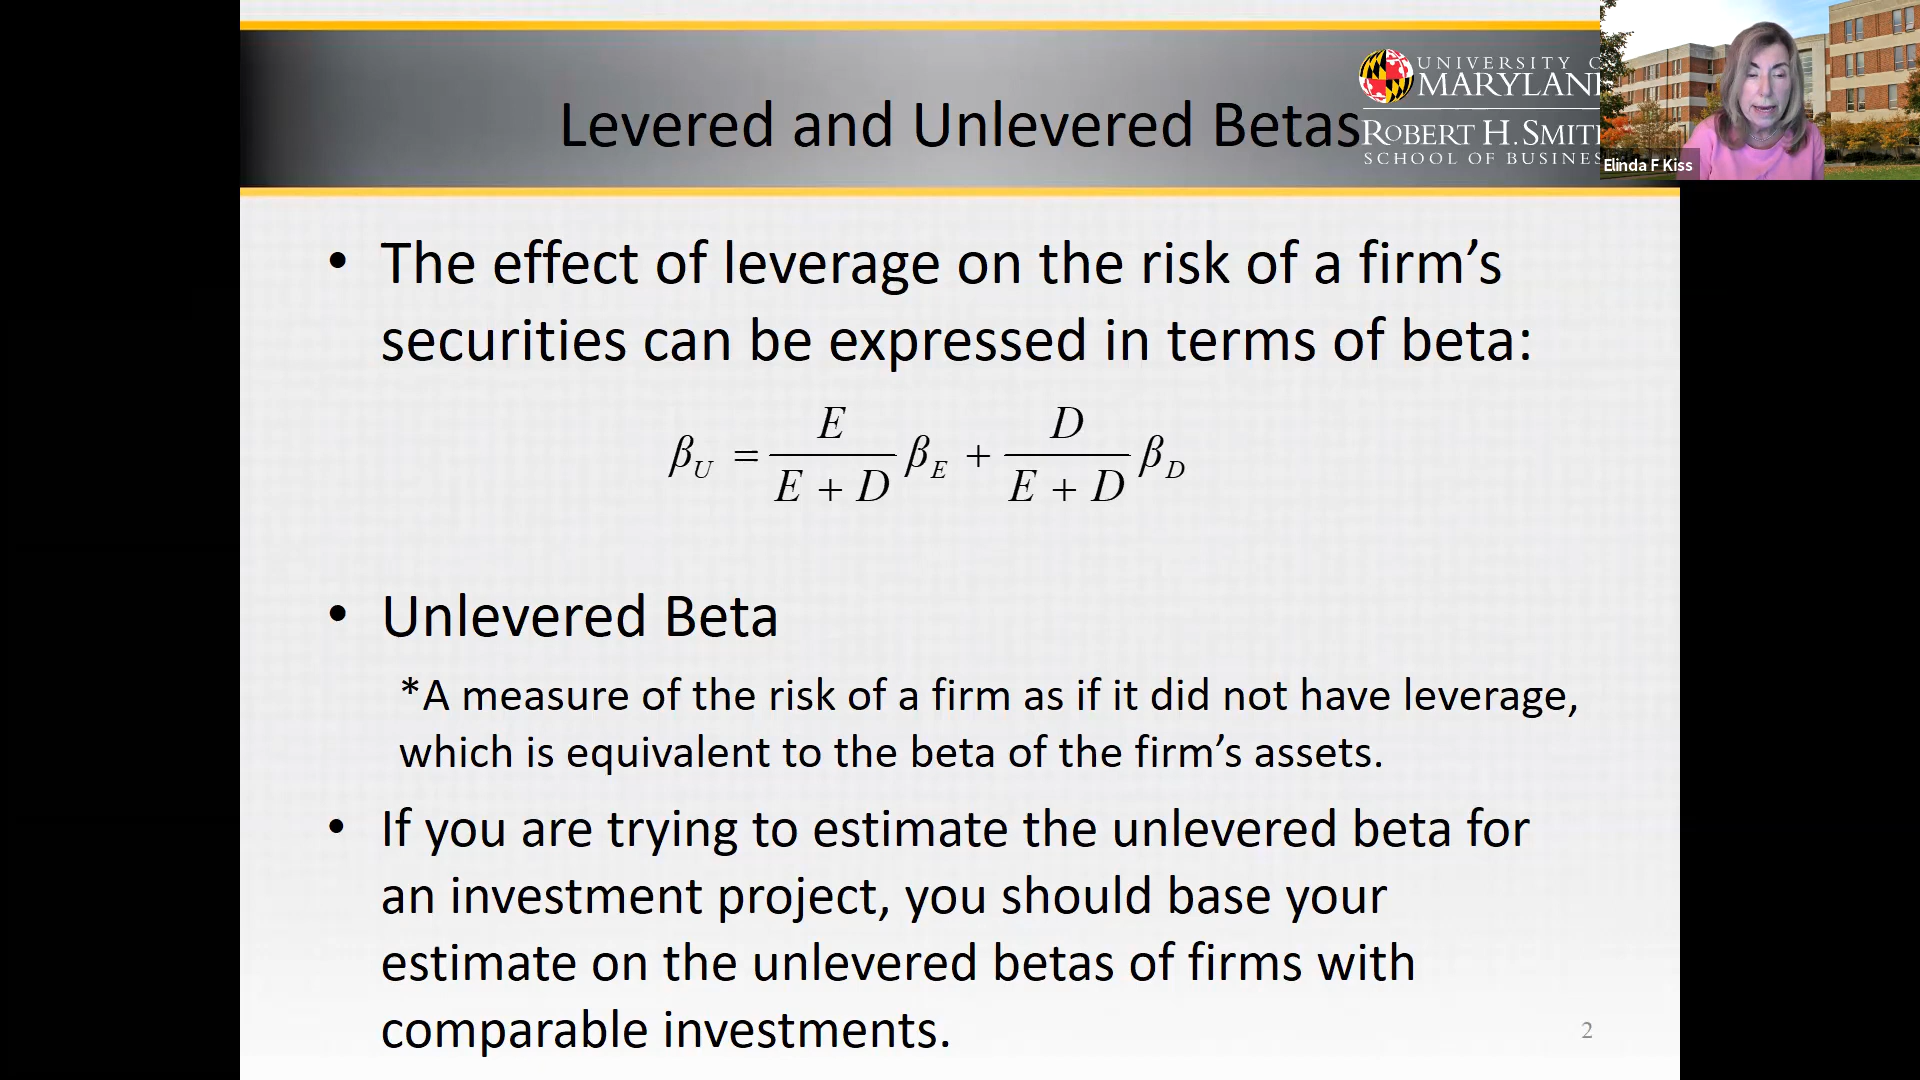 UNIVERSITY O
MARYLAN
ROBERT H. SMIT
SCHOOL OF BUSINES
Levered and Unlevered Betas
Elinda F Kiss
• The effect of leverage on the risk of a firm’s
securities can be expressed in terms of beta:
β_U = E / (E + D) β_E + D / (E + D) β_D
• Unlevered Beta
*A measure of the risk of a firm as if it did not have leverage,
which is equivalent to the beta of the firm’s assets.
• If you are trying to estimate the unlevered beta for
an investment project, you should base your
estimate on the unlevered betas of firms with
comparable investments.
2